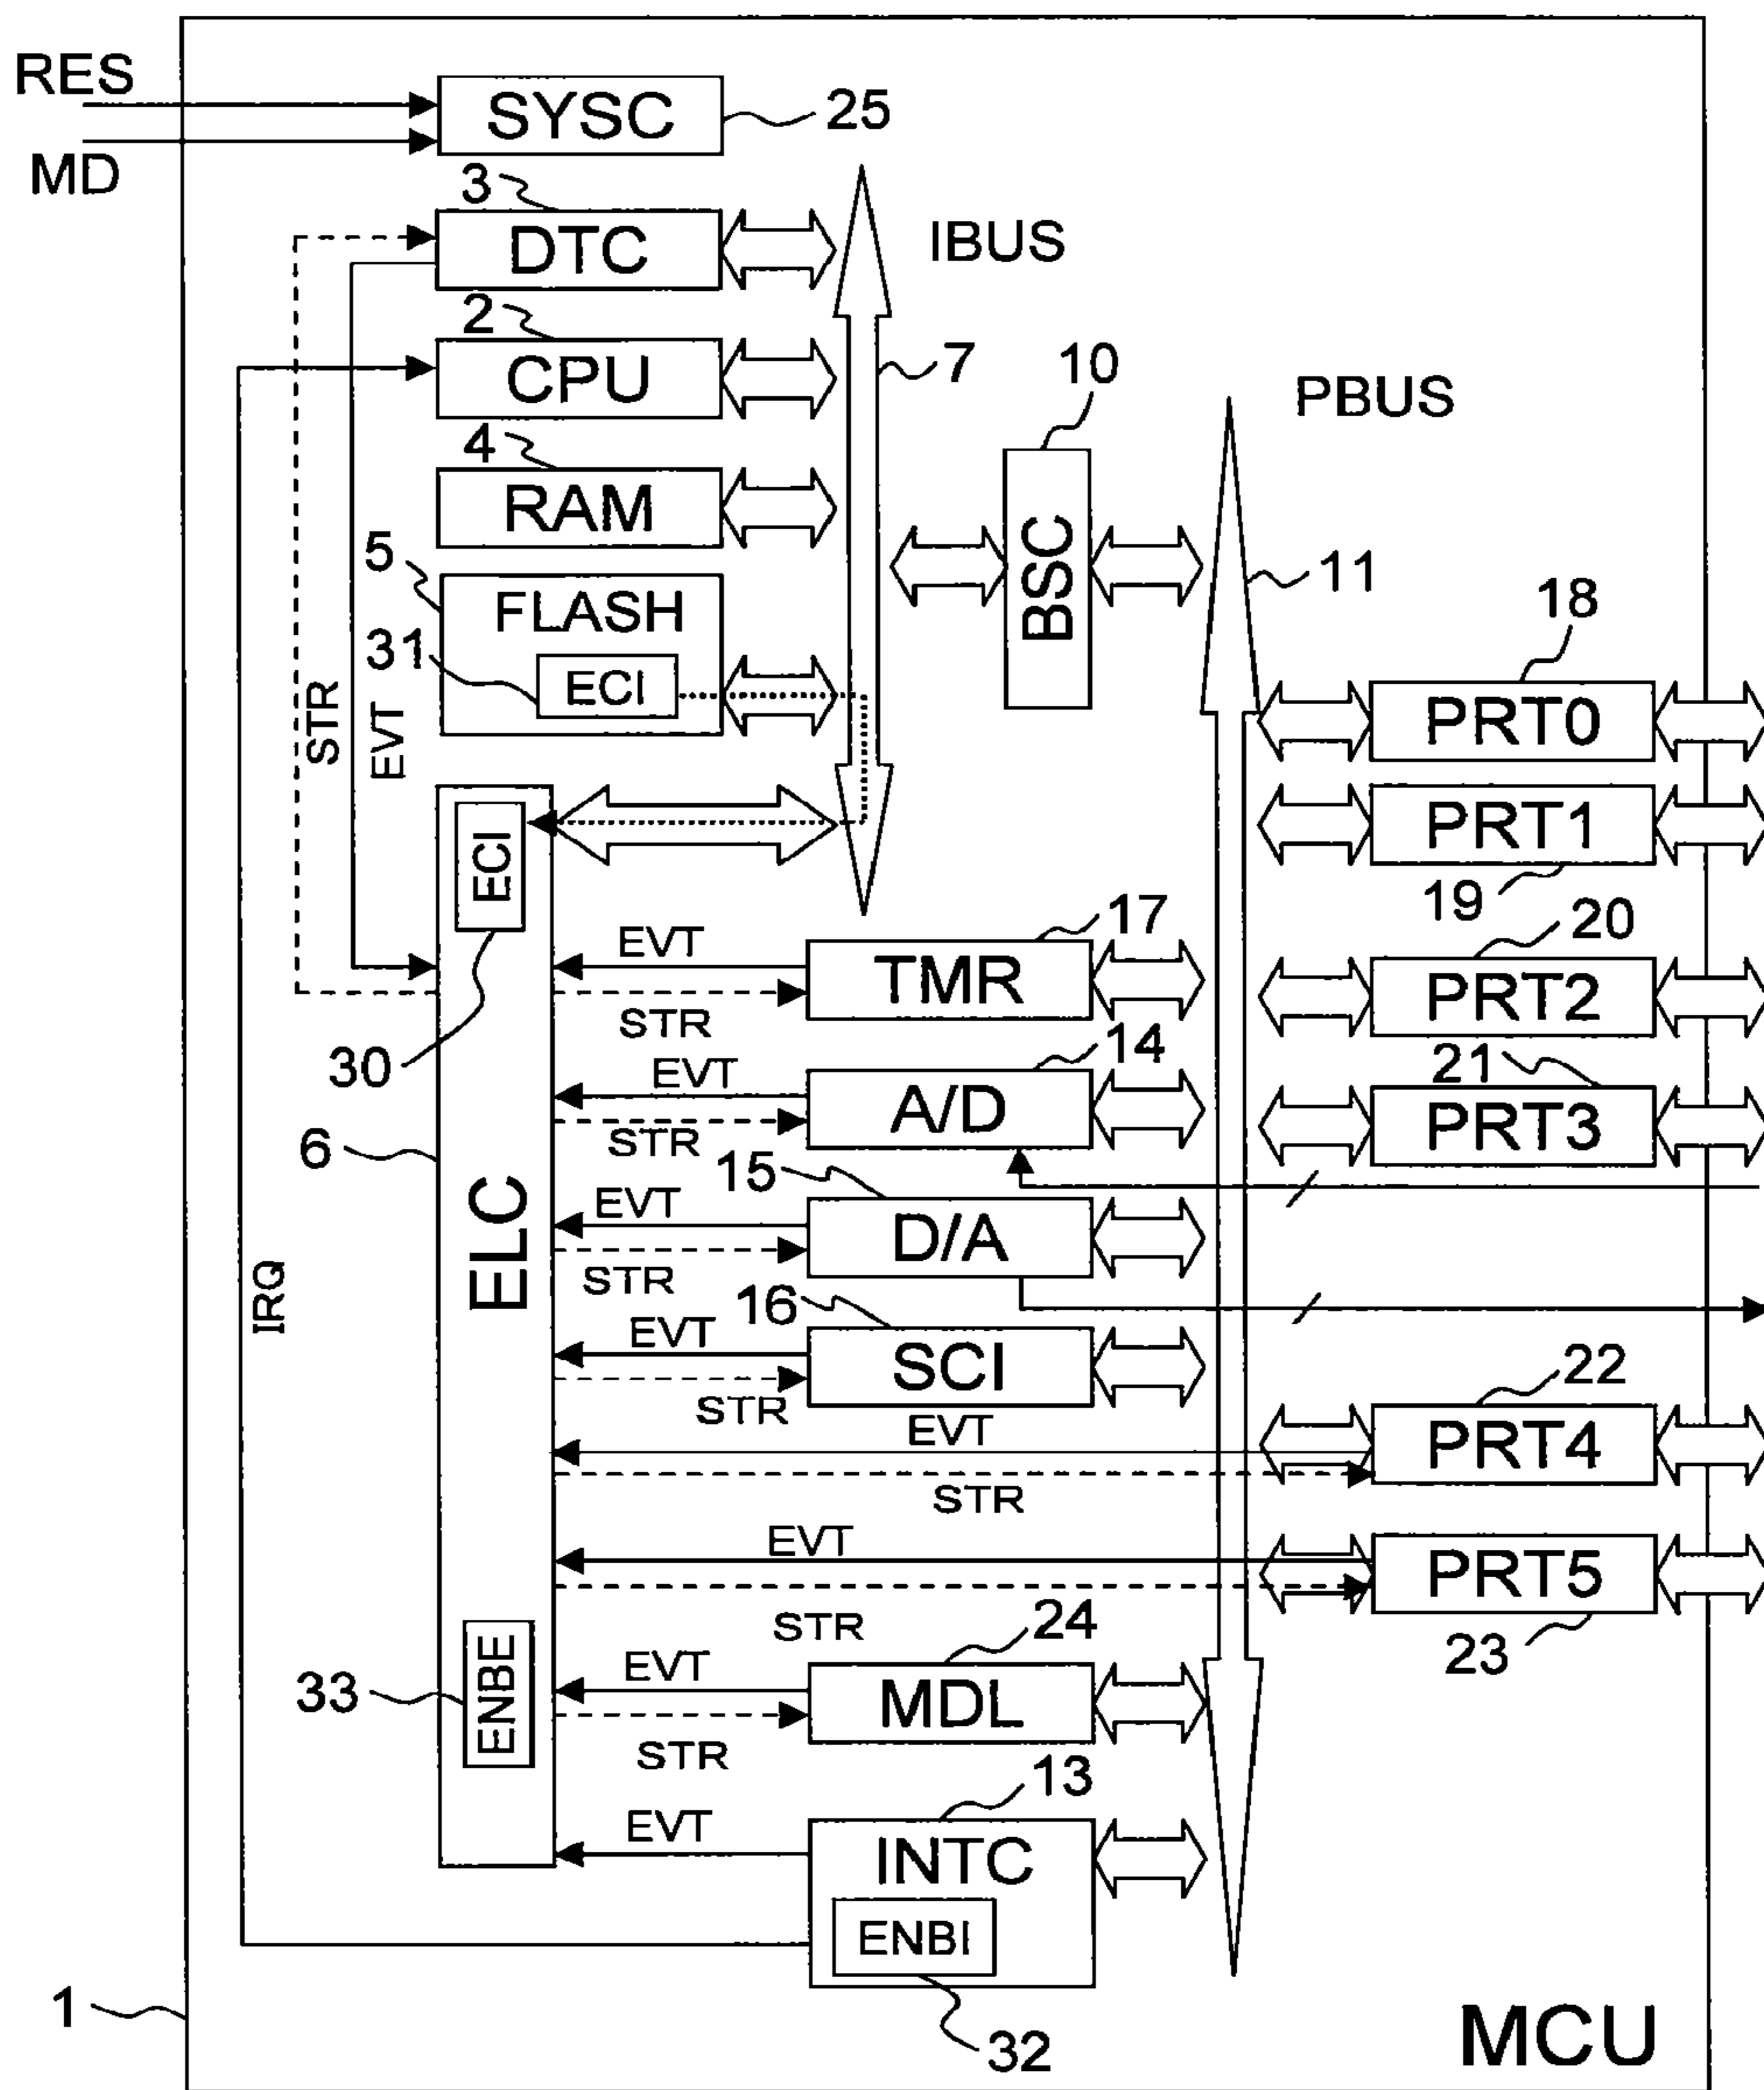 RES
SYSC
25
MD
3
DTC
IBUS
2
CPU
7
10
PBUS
4
RAM
BSC
11
5
FLASH
18
31
ECI
PRT0
STR
EVT
PRT1
19
ECI
17
20
EVT
TMR
PRT2
STR
30
14
21
EVT
A/D
PRT3
6
STR
15
ELC
EVT
D/A
STR
IRQ
16
22
EVT
SCI
STR
EVT
PRT4
STR
EVT
PRT5
STR
24
23
33
ENBE
EVT
MDL
STR
13
EVT
INTC
ENBI
1
32
MCU